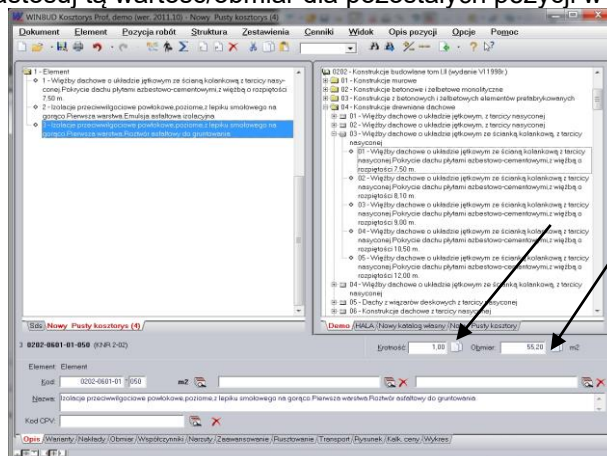 astosuj tą wartość/obmiar dla pozostałych pozycji w
WINBUD Kosztorys Prof, demo (wer. 2011.10) - Nowy Pusty kosztorys (4)
Dokument Element Pozycja robót Struktura Zestawienia Cenniki Widok Opis pozycji Opcje Pomoc
1 - Element
1 - Więźby dachowe o układzie jętkowym ze ścianą kolankową z tarcicy nasy-
conej.Pokrycie dachu płytami azbestowo-cementowymi,z więźbą o rozpiętości
7,50 m.
2 - Izolacje przeciwwilgociowe powłokowe,poziome,z lepiku smołowego na
gorąco.Pierwsza warstwa.Emulsja asfaltowa izolacyjna
3 - Izolacje przeciwwilgociowe powłokowe,poziome,z lepiku smołowego na
gorąco.Pierwsza warstwa.Roztwór asfaltowy do gruntowania
Sds Nowy Pusty kosztorys (4)
0202 - Konstrukcje budowlane tom I,II (wydanie VI 1998r.)
01 - Konstrukcje murowe
02 - Konstrukcje betonowe i żelbetowe monolityczne
03 - Konstrukcje z betonowych i żelbetowych elementów prefabrykowanych
04 - Konstrukcje drewniane dachowe
01 - Więźby dachowe o układzie jętkowym, z tarcicy nasyconej
02 - Więźby dachowe o układzie jętkowym, z tarcicy nasyconej
03 - Więźby dachowe o układzie jętkowym ze ścianką kolankową, z tarcicy
nasyconej
01 - Więźby dachowe o układzie jętkowym ze ścianką kolankową z tarcicy
nasyconej.Pokrycie dachu płytami azbestowo-cementowymi,z więźbą o
rozpiętości 7,50 m.
02 - Więźby dachowe o układzie jętkowym ze ścianką kolankową z tarcicy
nasyconej.Pokrycie dachu płytami azbestowo-cementowymi,z więźbą o
rozpiętości 8,10 m.
03 - Więźby dachowe o układzie jętkowym ze ścianką kolankową z tarcicy
nasyconej.Pokrycie dachu płytami azbestowo-cementowymi,z więźbą o
rozpiętości 9,00 m.
04 - Więźby dachowe o układzie jętkowym ze ścianką kolankową z tarcicy
nasyconej.Pokrycie dachu płytami azbestowo-cementowymi,z więźbą o
rozpiętości 10,50 m.
05 - Więźby dachowe o układzie jętkowym ze ścianką kolankową z tarcicy
nasyconej.Pokrycie dachu płytami azbestowo-cementowymi,z więźbą o
rozpiętości 12,00 m.
04 - Więźby dachowe o układzie jętkowym ze ścianką kolankową, z tarcicy
nasyconej
05 - Dachy z wiązarów deskowych z tarcicy nasyconej
06 - Konstrukcje dachowe z tarcicy nasyconej
Demo HALA Nowy katalog własny Nowy Pusty kosztorys
3 0202-0601-01-050 (KNR 2-02) Krotność: 1,00 Obmiar: 55,20 m2
Element: Element
Kod: 0202-0601-01 050 m2
Nazwa: Izolacje przeciwwilgociowe powłokowe,poziome,z lepiku smołowego na gorąco.Pierwsza warstwa.Roztwór asfaltowy do gruntowania
Kod CPV:
Opis Warianty Nakłady Obmiar Współczynniki Narzuty Zaawansowanie Rusztowanie Transport Rysunek Kalk. ceny Wykres